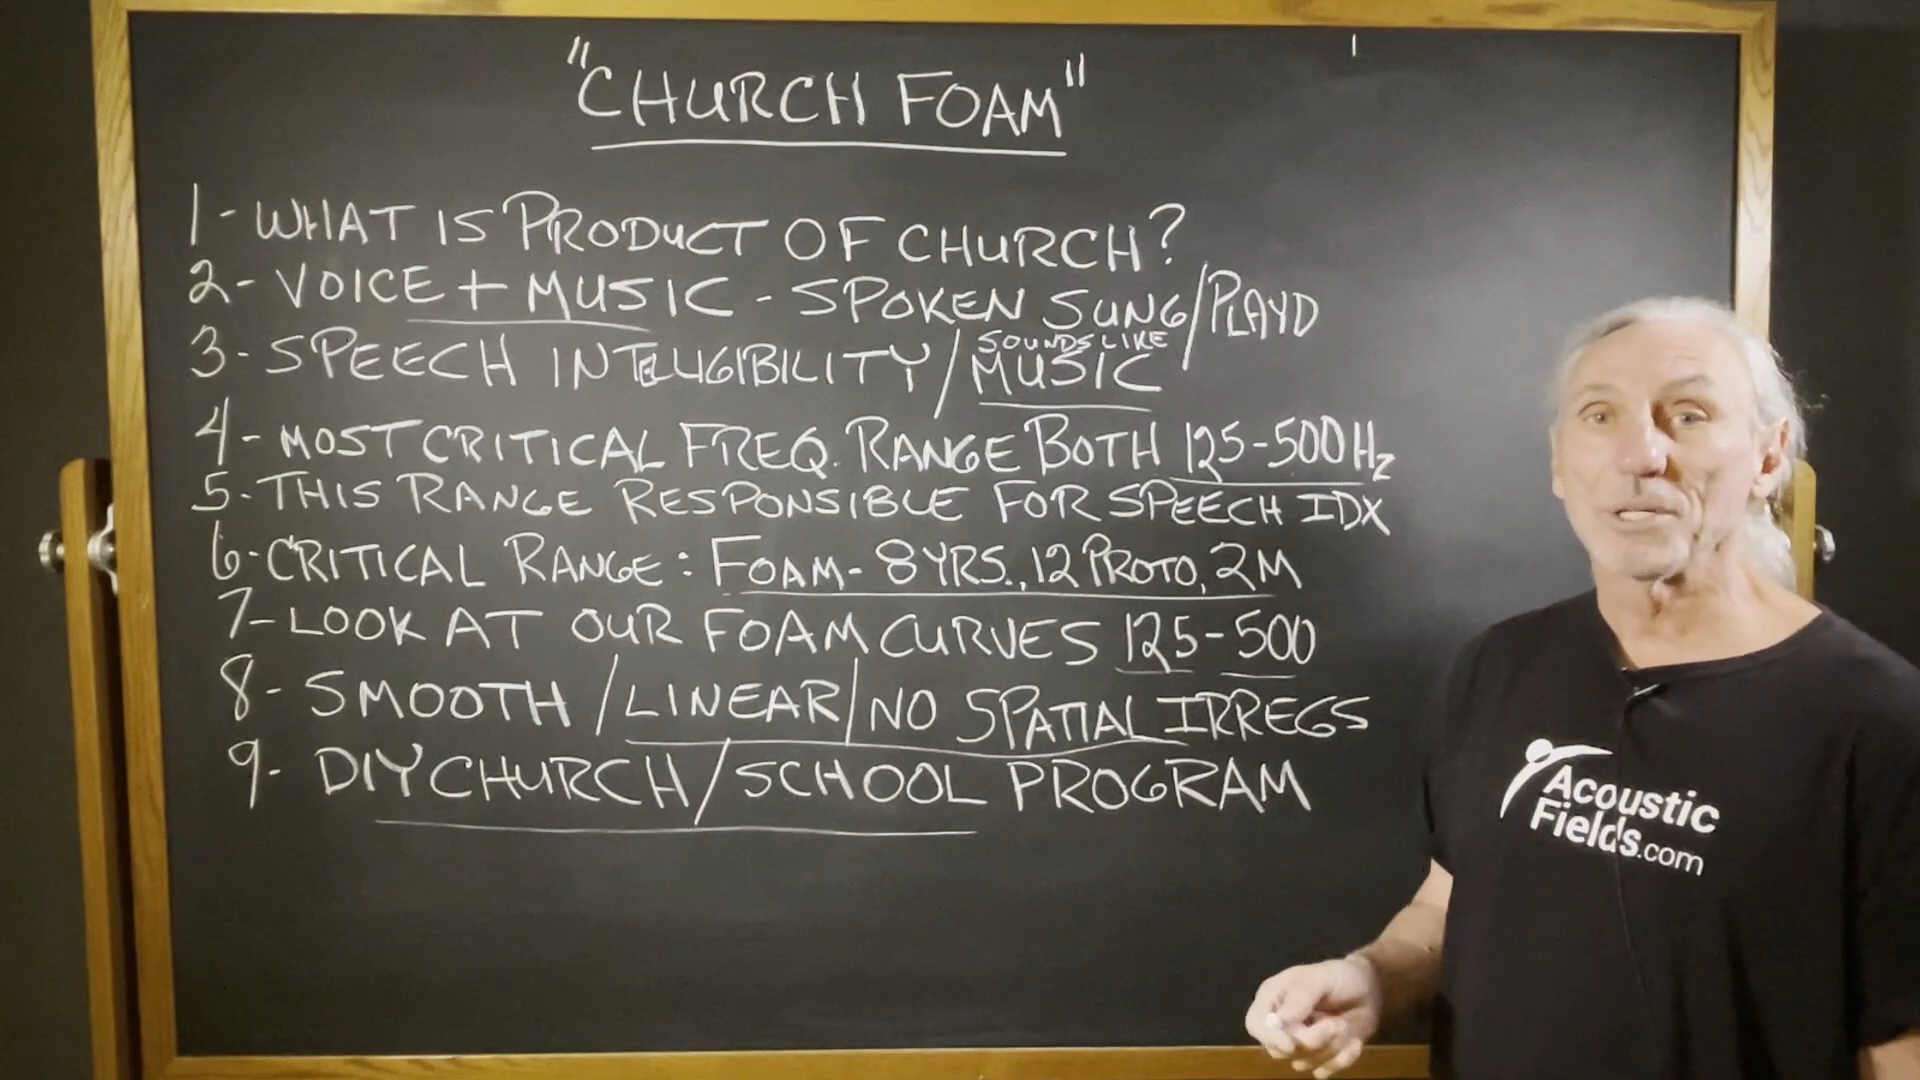 "CHURCH FOAM"
1-WHAT IS PRODUCT OF CHURCH?
2-VOICE + MUSIC - SPOKEN SUNG/PLAYD
3-SPEECH INTELLIGIBILITY/SOUNDS LIKE MUSIC
4-MOST CRITICAL FREQ. RANGE BOTH 125-500Hz
5-THIS RANGE RESPONSIBLE FOR SPEECH IDX
6-CRITICAL RANGE: FOAM-8YRS., 12 PROTO, 2M
7-LOOK AT OUR FOAM CURVES 125-500
8-SMOOTH/LINEAR/NO SPATIAL IRREGS
9-DIY CHURCH/SCHOOL PROGRAM
Acoustic
Fields.com